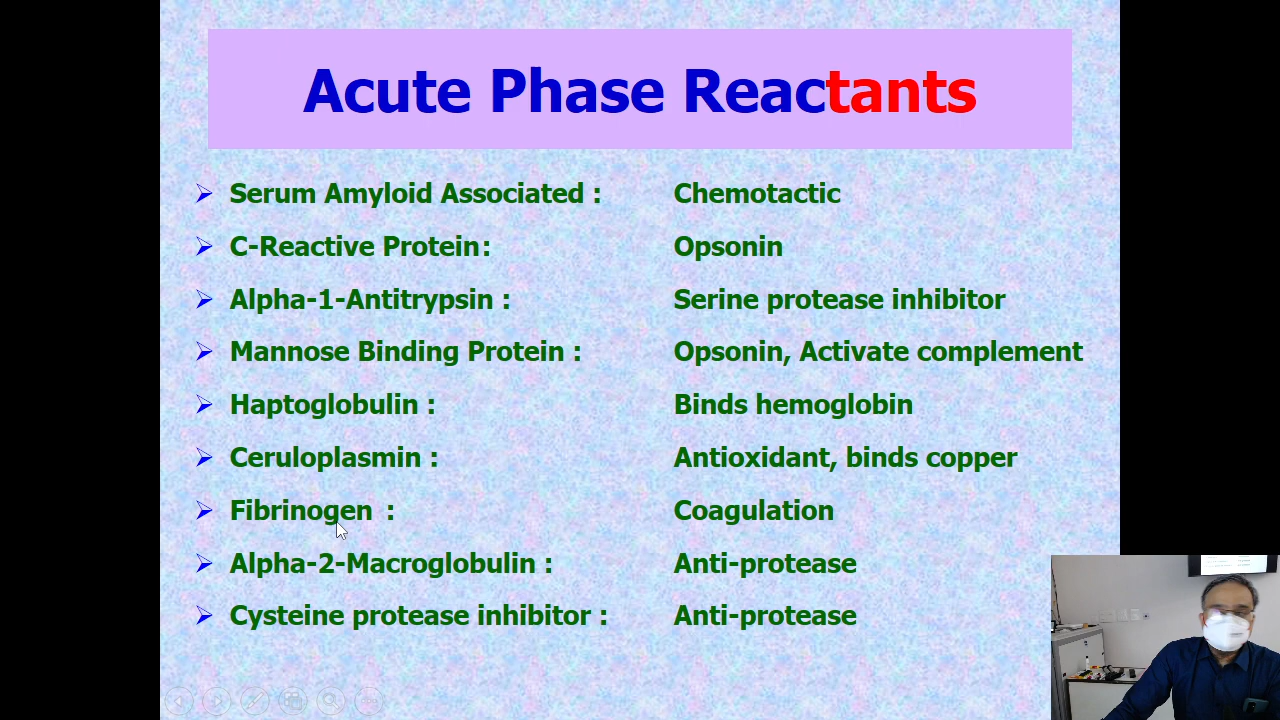 Acute Phase Reactants
Serum Amyloid Associated : Chemotactic
C-Reactive Protein: Opsonin
Alpha-1-Antitrypsin : Serine protease inhibitor
Mannose Binding Protein : Opsonin, Activate complement
Haptoglobulin : Binds hemoglobin
Ceruloplasmin : Antioxidant, binds copper
Fibrinogen : Coagulation
Alpha-2-Macroglobulin : Anti-protease
Cysteine protease inhibitor : Anti-protease